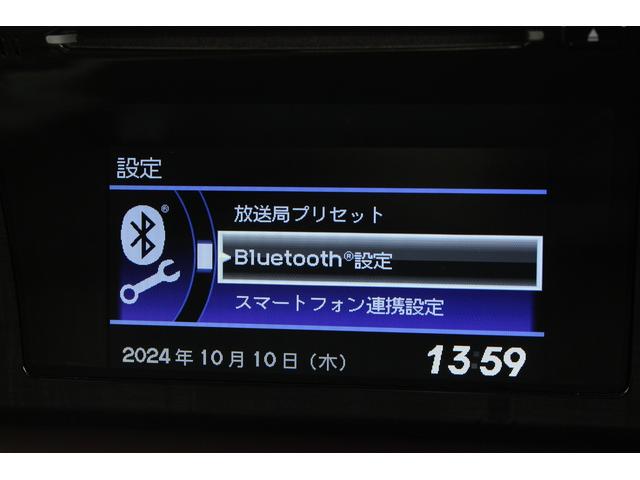 設定
放送局プリセット
Bluetooth®設定
スマートフォン連携設定
®
2024年10月10日（木）
13:59